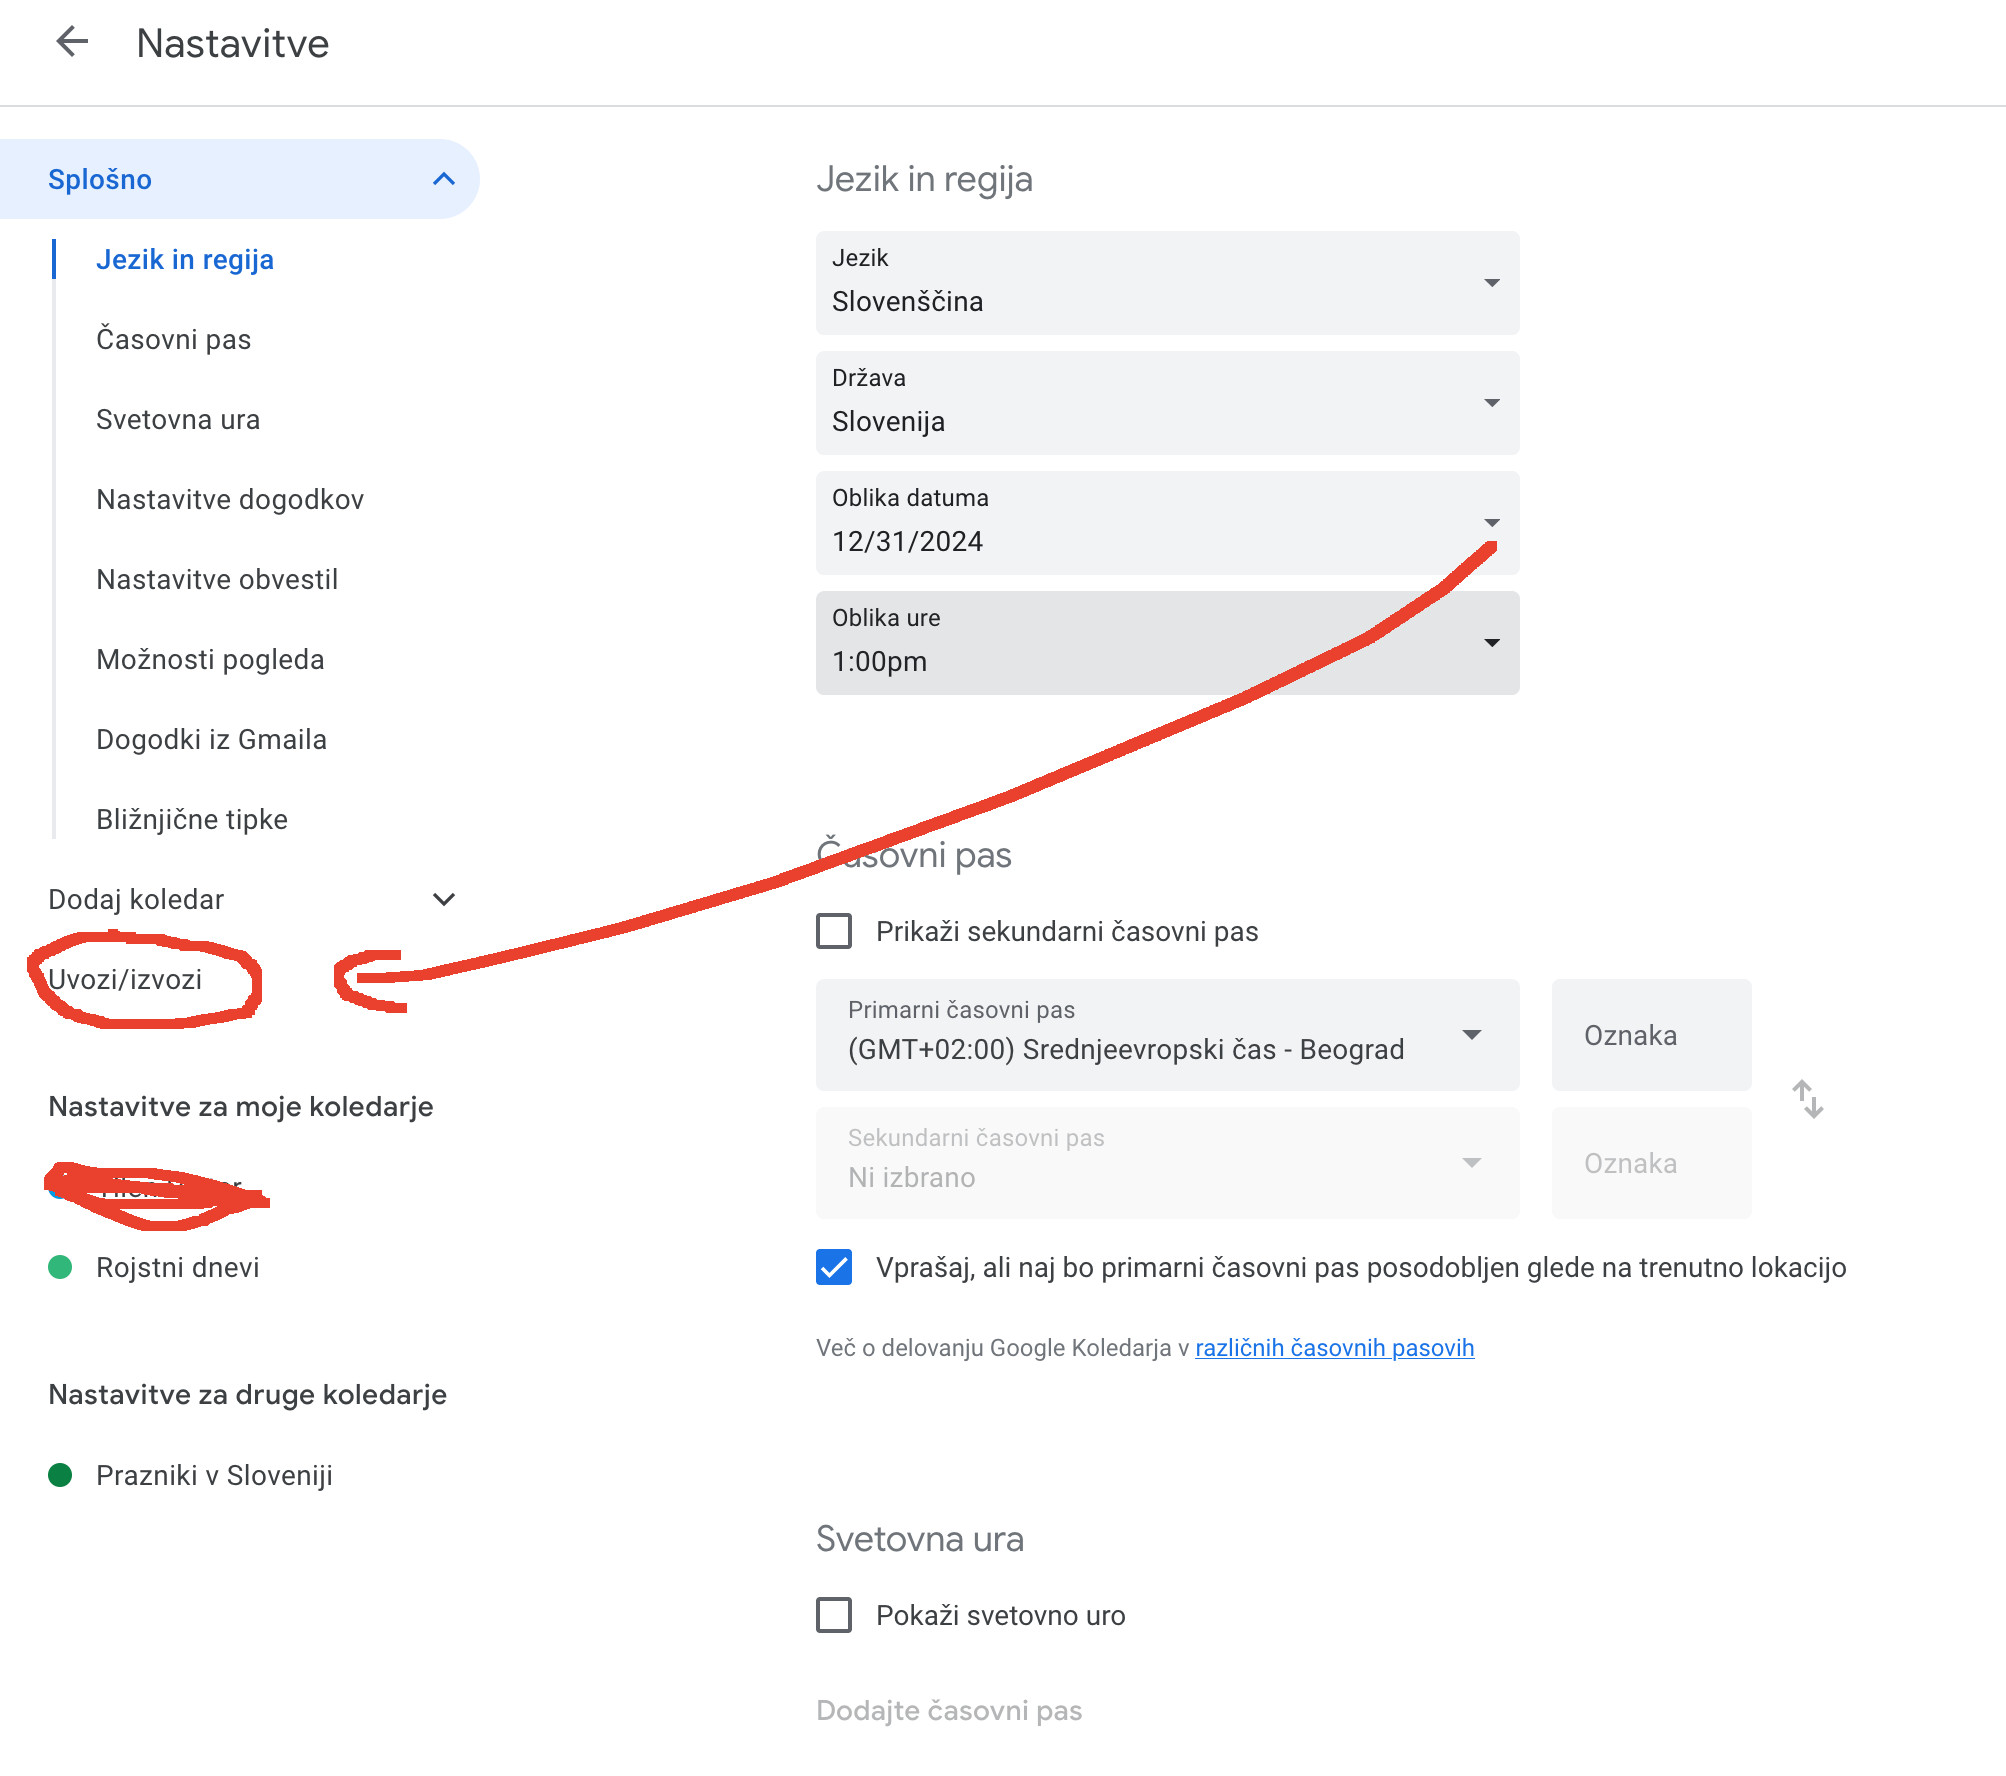 Nastavitve
Splošno
Jezik in regija
Časovni pas
Svetovna ura
Nastavitve dogodkov
Nastavitve obvestil
Možnosti pogleda
Dogodki iz Gmaila
Bližnjične tipke
Dodaj koledar
Uvozi/izvozi
Nastavitve za moje koledarje
Rojstni dnevi
Nastavitve za druge koledarje
Prazniki v Sloveniji
Jezik in regija
Jezik
Slovenščina
Država
Slovenija
Oblika datuma
12/31/2024
Oblika ure
1:00pm
Časovni pas
Prikaži sekundarni časovni pas
Primarni časovni pas
(GMT+02:00) Srednjeevropski čas - Beograd
Oznaka
Sekundarni časovni pas
Ni izbrano
Oznaka
Vprašaj, ali naj bo primarni časovni pas posodobljen glede na trenutno lokacijo
Več o delovanju Google Koledarja v različnih časovnih pasovih
Svetovna ura
Pokaži svetovno uro
Dodajte časovni pas